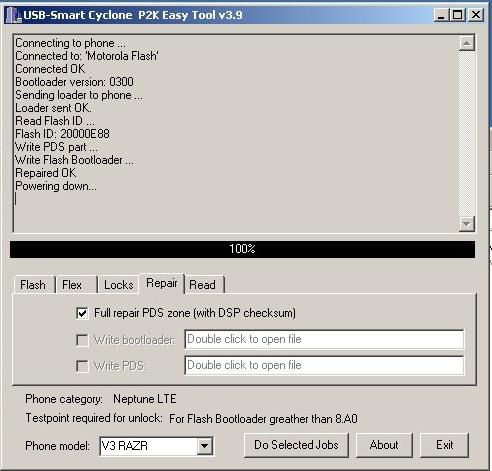 USB-Smart Cyclone P2K Easy Tool v3.9
Connecting to phone ...
Connected to: 'Motorola Flash'
Connected OK
Bootloader version: 0300
Sending loader to phone ...
Loader sent OK.
Read Flash ID ...
Flash ID: 20000E88
Write PDS part ...
Write Flash Bootloader ...
Repaired OK
Powering down...
100%
Flash Flex Locks Repair Read
Full repair PDS zone (with DSP checksum)
Write bootloader: Double click to open file
Write PDS: Double click to open file
Phone category: Neptune LTE
Testpoint required for unlock: For Flash Bootloader greather than 8.A0
Phone model: V3 RAZR Do Selected Jobs About Exit